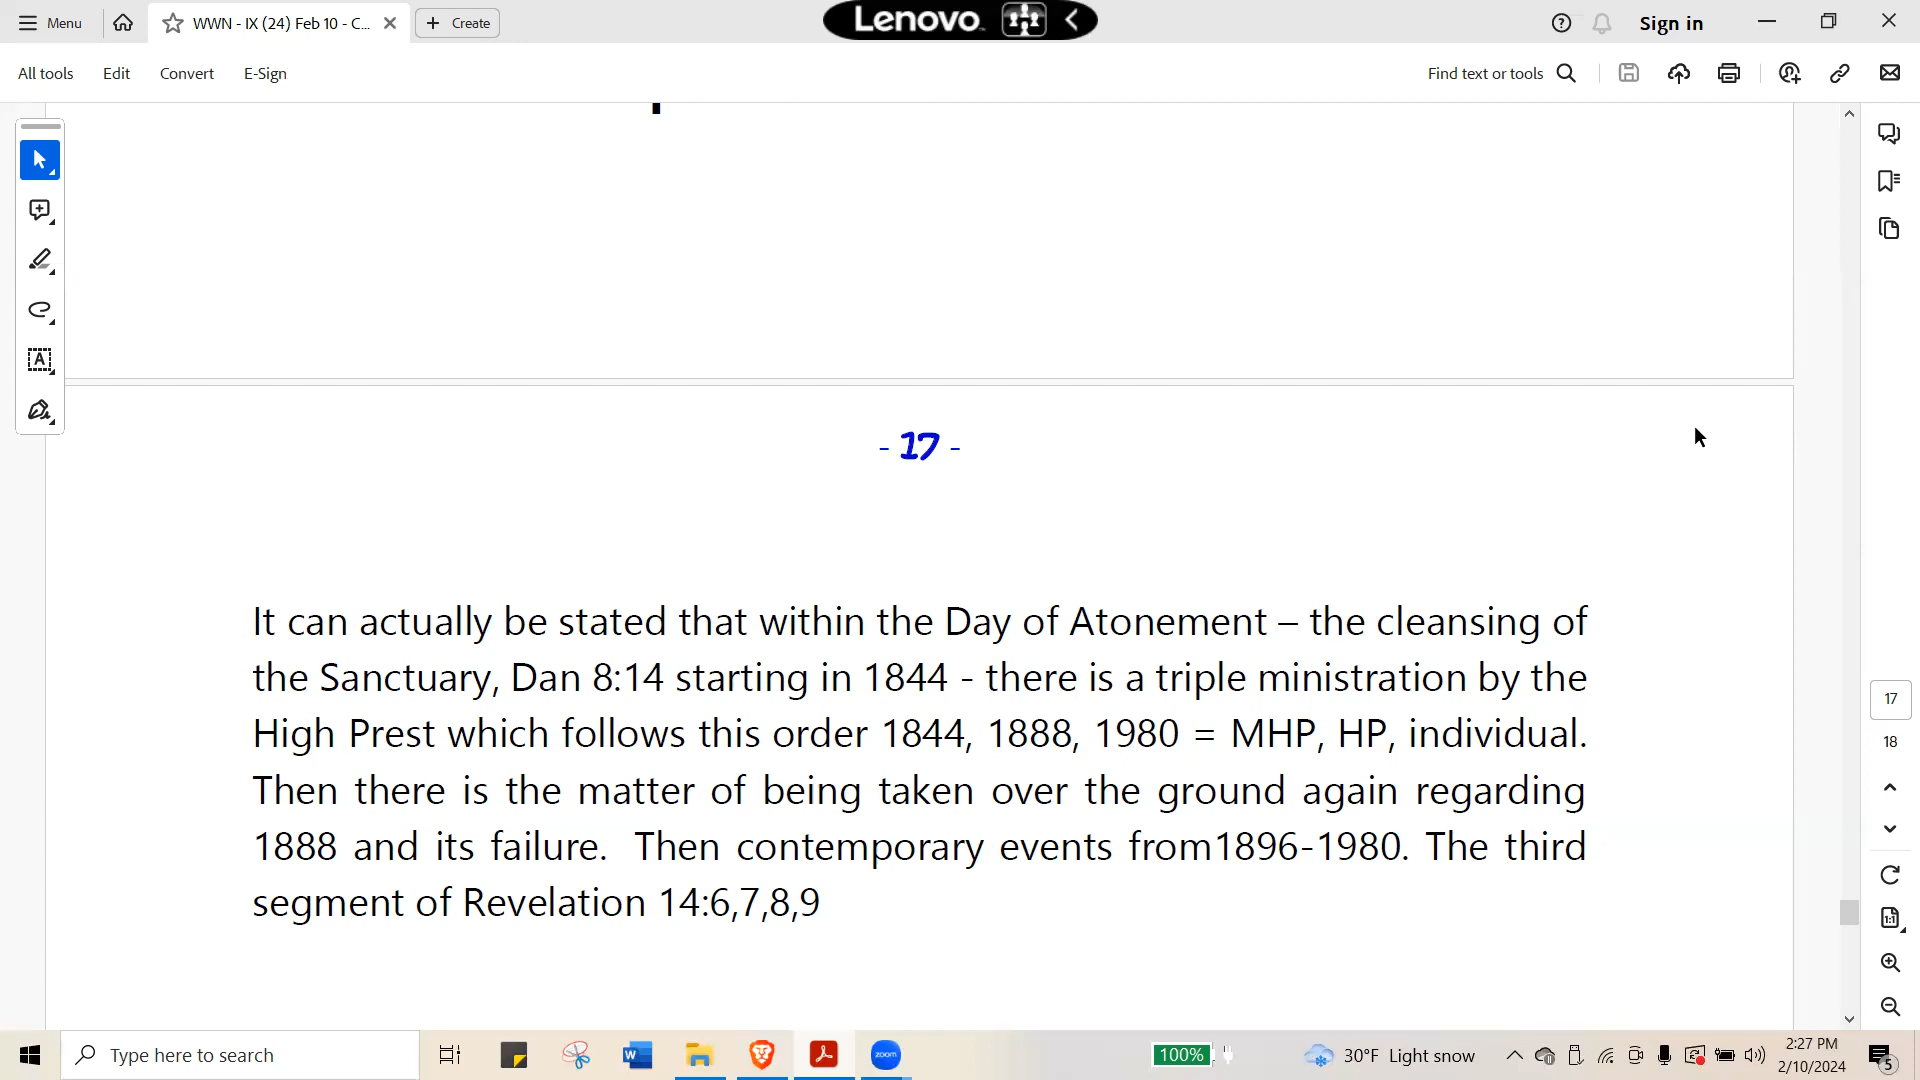 Menu
WWN - IX (24) Feb 10 - C...
Create
Lenovo
Sign in
All tools
Edit
Convert
E-Sign
Find text or tools
- 17 -
It can actually be stated that within the Day of Atonement – the cleansing of
the Sanctuary, Dan 8:14 starting in 1844 - there is a triple ministration by the
High Prest which follows this order 1844, 1888, 1980 = MHP, HP, individual.
Then there is the matter of being taken over the ground again regarding
1888 and its failure.  Then contemporary events from1896-1980. The third
segment of Revelation 14:6,7,8,9
17
18
1:1
Type here to search
zoom
100%
30°F Light snow
2:27 PM
2/10/2024
5